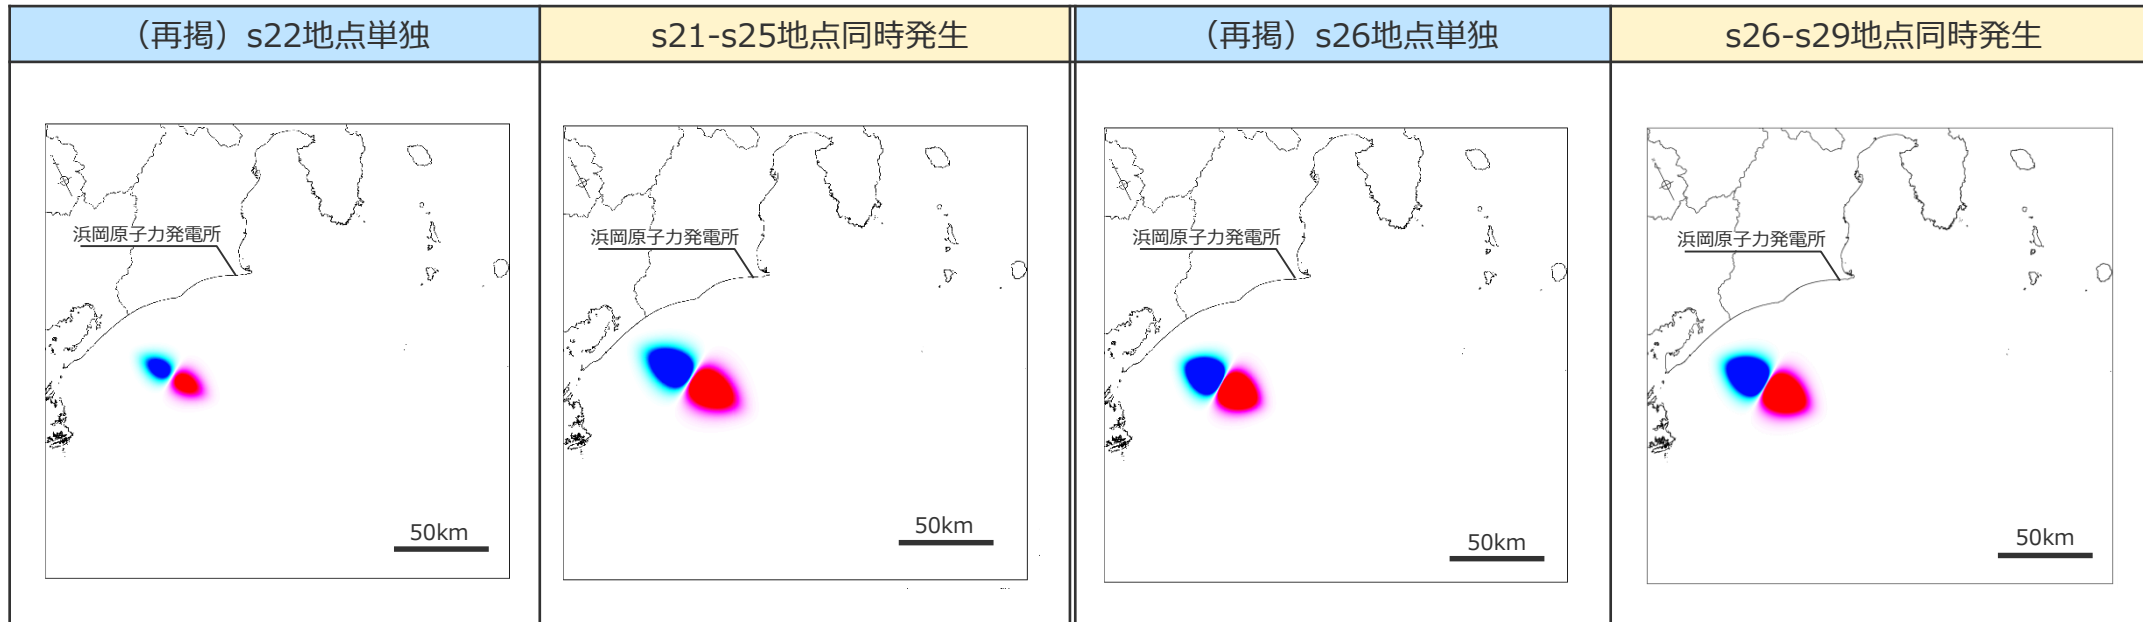 （再掲）s22地点単独
s21-s25地点同時発生
（再掲）s26地点単独
s26-s29地点同時発生
浜岡原子力発電所
浜岡原子力発電所
浜岡原子力発電所
浜岡原子力発電所
50km
50km
50km
50km